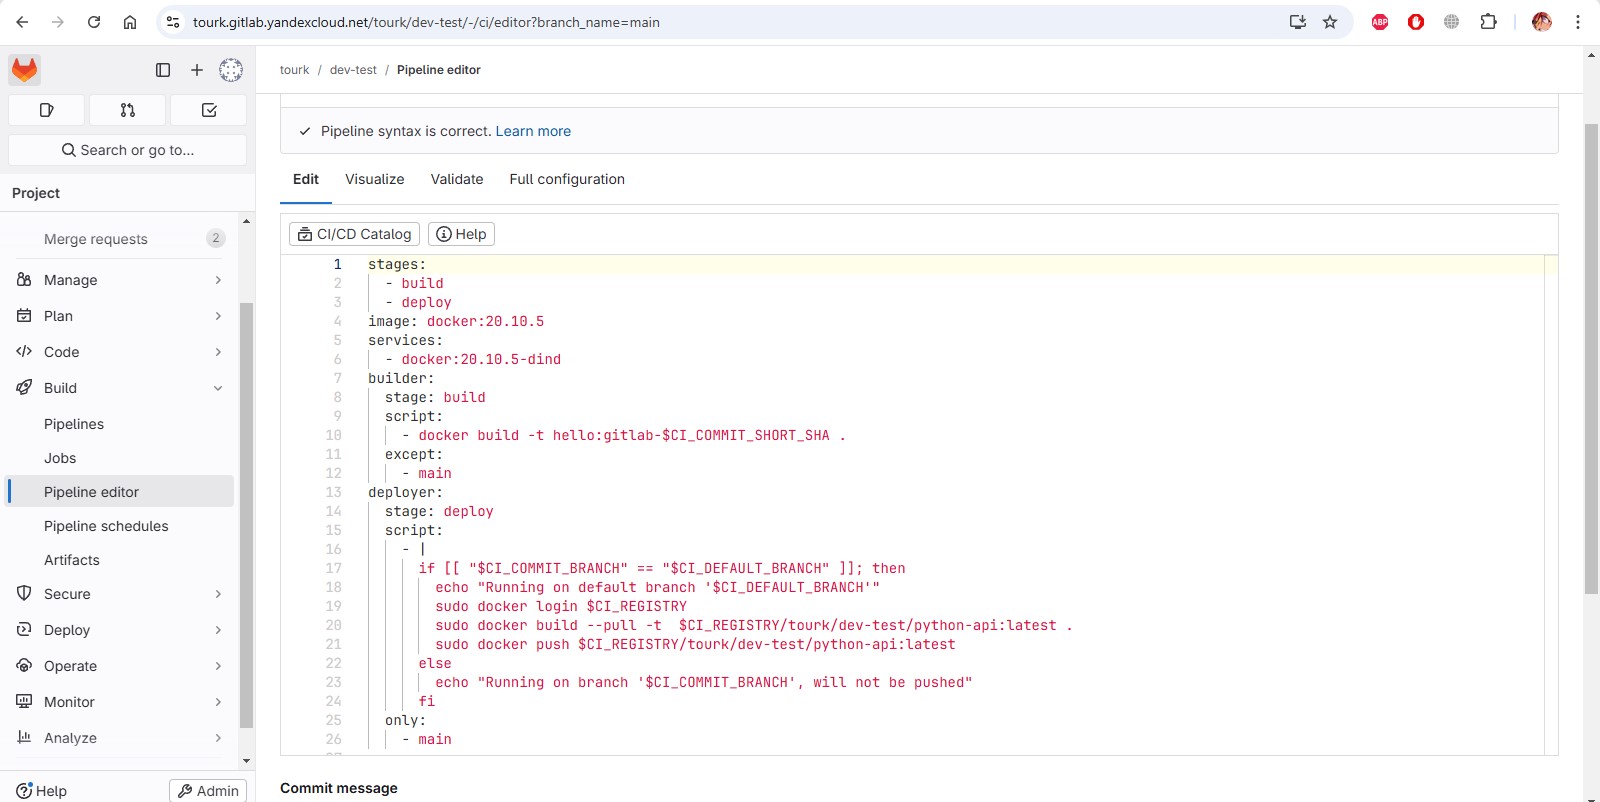 tourk.gitlab.yandexcloud.net/tourk/dev-test/-/ci/editor?branch_name=main
ABP
tourk / dev-test / Pipeline editor
Search or go to...
Project
Merge requests 2
Manage
Plan
Code
Build
Pipelines
Jobs
Pipeline editor
Pipeline schedules
Artifacts
Secure
Deploy
Operate
Monitor
Analyze
Help
Admin
Pipeline syntax is correct. Learn more
Edit Visualize Validate Full configuration
CI/CD Catalog Help
1 stages:
2 - build
3 - deploy
4 image: docker:20.10.5
5 services:
6 - docker:20.10.5-dind
7 builder:
8 stage: build
9 script:
10 - docker build -t hello:gitlab-$CI_COMMIT_SHORT_SHA .
11 except:
12 - main
13 deployer:
14 stage: deploy
15 script:
16 - |
17 if [[ "$CI_COMMIT_BRANCH" == "$CI_DEFAULT_BRANCH" ]]; then
18 echo "Running on default branch '$CI_DEFAULT_BRANCH'"
19 sudo docker login $CI_REGISTRY
20 sudo docker build --pull -t  $CI_REGISTRY/tourk/dev-test/python-api:latest .
21 sudo docker push $CI_REGISTRY/tourk/dev-test/python-api:latest
22 else
23 echo "Running on branch '$CI_COMMIT_BRANCH', will not be pushed"
24 fi
25 only:
26 - main
Commit message